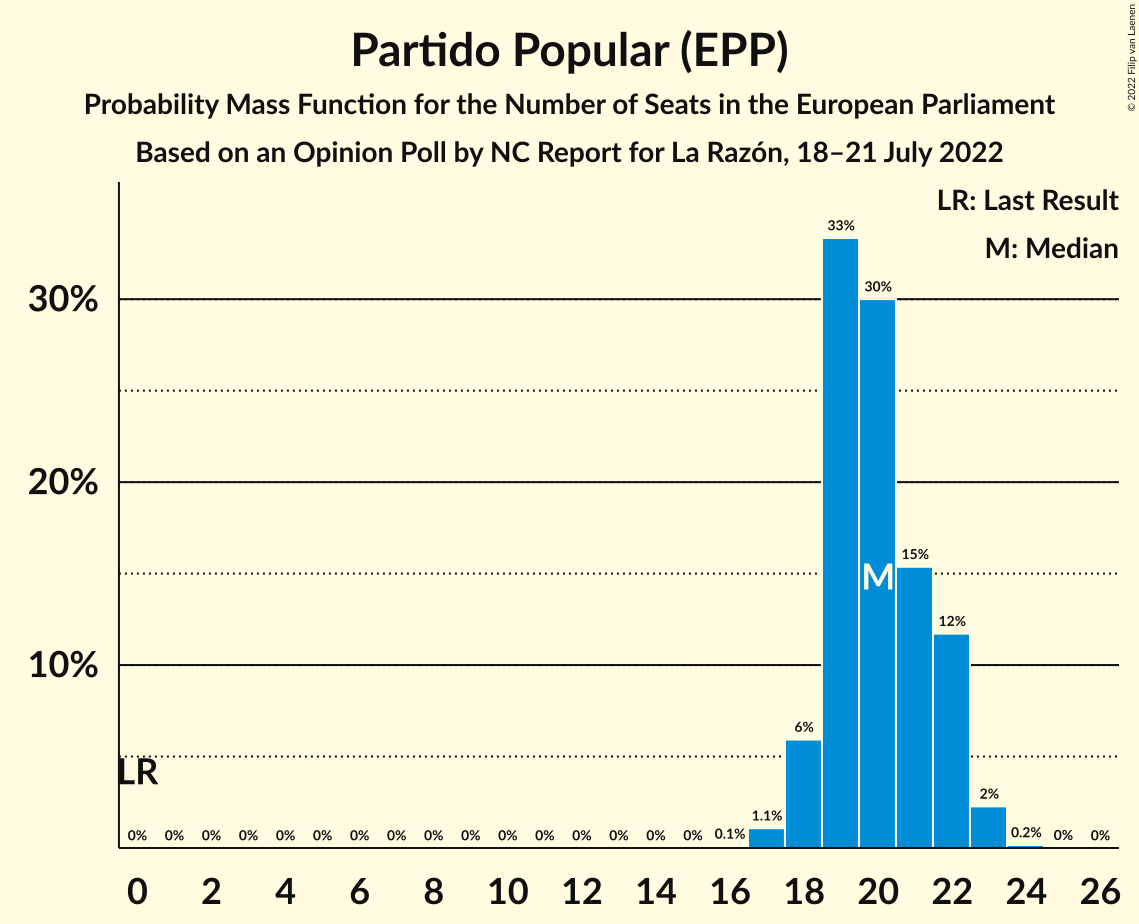 Partido Popular (EPP)
Probability Mass Function for the Number of Seats in the European Parliament
Based on an Opinion Poll by NC Report for La Razón, 18–21 July 2022
© 2022 Filip van Laenen
LR: Last Result
M: Median
33%
30%
30%
20%
15%
M
12%
10%
6%
LR
2%
1.1%
0% 0% 0% 0% 0% 0% 0% 0% 0% 0% 0% 0% 0% 0% 0% 0% 0.1% 0.2% 0% 0%
0 2 4 6 8 10 12 14 16 18 20 22 24 26